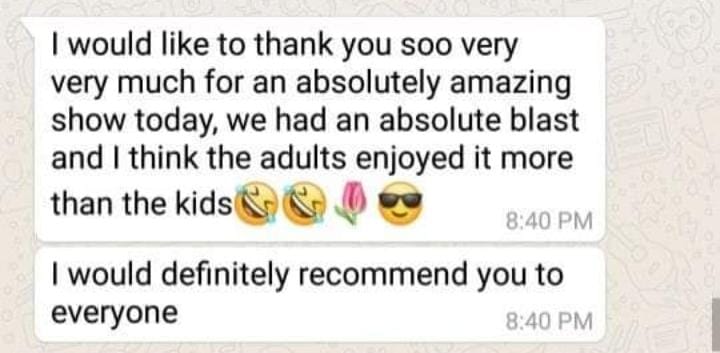 I would like to thank you soo very
very much for an absolutely amazing
show today, we had an absolute blast
and I think the adults enjoyed it more
than the kids🤣🤣🌷😎
8:40 PM
I would definitely recommend you to
everyone
8:40 PM